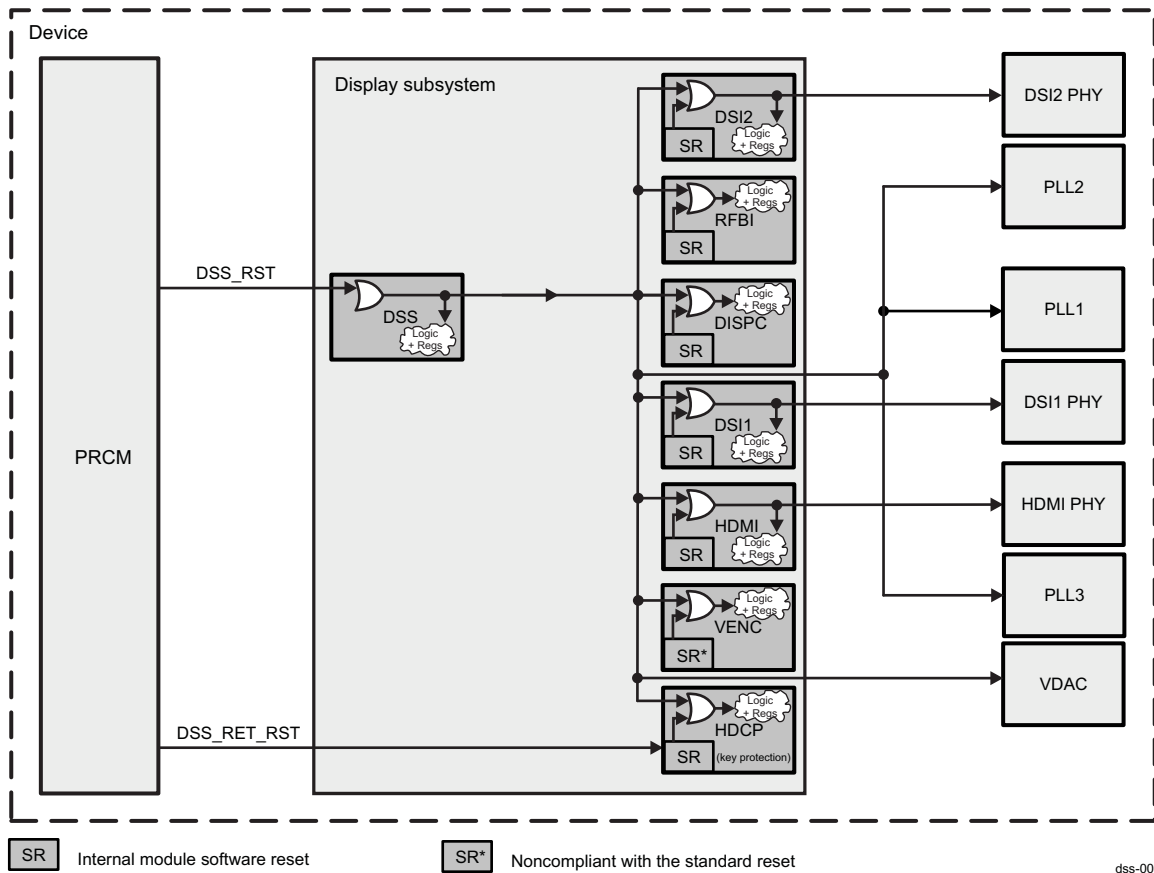 Device
Display subsystem
PRCM
DSS_RST
DSS
Logic
+ Regs
DSI2
Logic
+ Regs
SR
RFBI
Logic
+ Regs
SR
DISPC
Logic
+ Regs
SR
DSI1
Logic
+ Regs
SR
HDMI
Logic
+ Regs
SR
VENC
Logic
+ Regs
SR*
HDCP
Logic
+ Regs
SR
(key protection)
DSS_RET_RST
DSI2 PHY
PLL2
PLL1
DSI1 PHY
HDMI PHY
PLL3
VDAC
SR Internal module software reset
SR* Noncompliant with the standard reset
dss-00